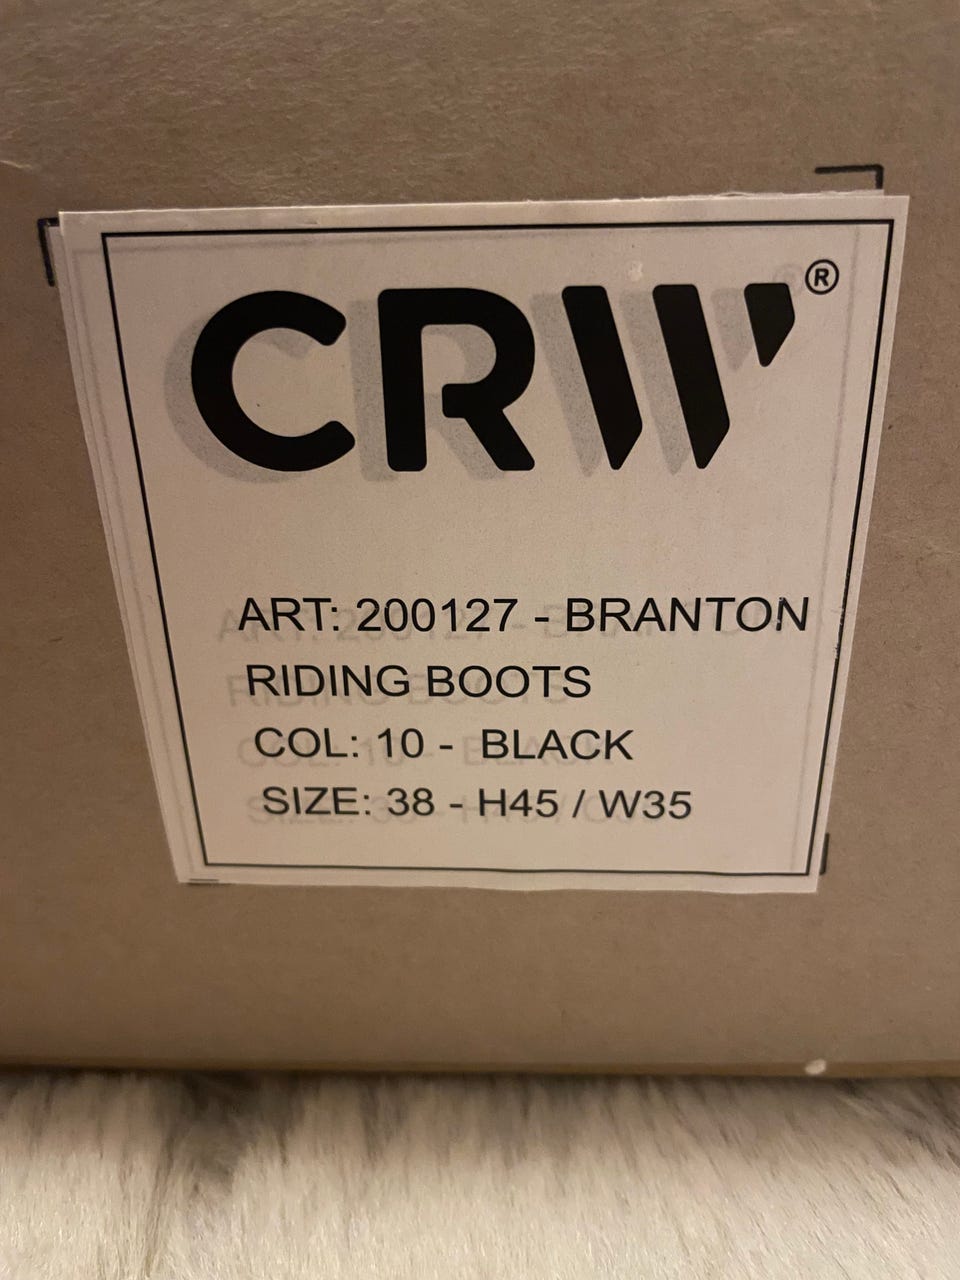 CRW®
ART: 200127 - BRANTON
RIDING BOOTS
COL: 10 - BLACK
SIZE: 38 - H45 / W35